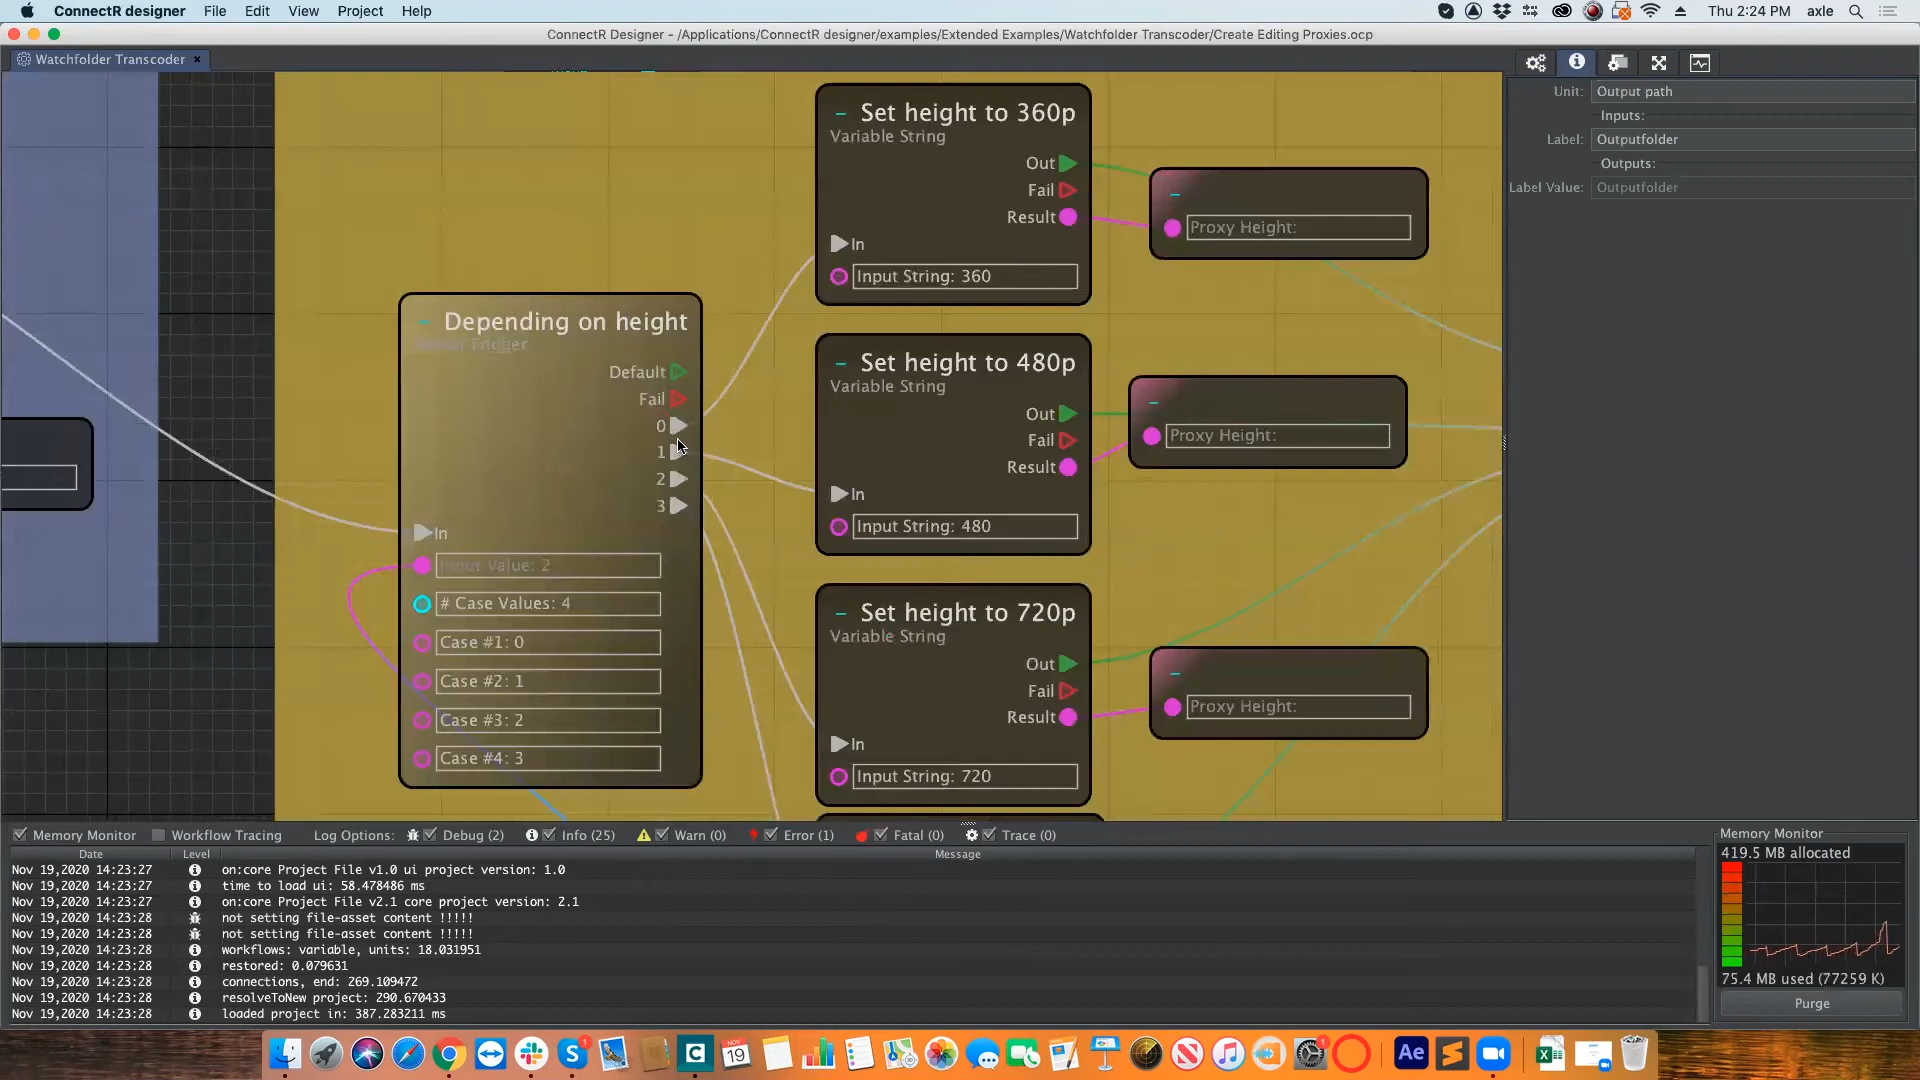 ConnectR designer File Edit View Project Help Thu 2:24 PM axle
ConnectR Designer - /Applications/ConnectR designer/examples/Extended Examples/Watchfolder Transcoder/Create Editing Proxies.ocp
Watchfolder Transcoder ×
Unit: Output path
Inputs:
Label: Outputfolder
Outputs:
Label Value: Outputfolder
Set height to 360p
Variable String
Out
Fail
Result
In
Input String: 360
Proxy Height:
Depending on height
Default
Fail
0
1
2
3
In
Input Value: 2
# Case Values: 4
Case #1: 0
Case #2: 1
Case #3: 2
Case #4: 3
Set height to 480p
Variable String
Out
Fail
Result
In
Input String: 480
Proxy Height:
Set height to 720p
Variable String
Out
Fail
Result
In
Input String: 720
Proxy Height:
Memory Monitor Workflow Tracing Log Options: Debug (2) Info (25) Warn (0) Error (1) Fatal (0) Trace (0)
Date Level Message
Nov 19,2020 14:23:27 on:core Project File v1.0 ui project version: 1.0
Nov 19,2020 14:23:27 time to load ui: 58.478486 ms
Nov 19,2020 14:23:27 on:core Project File v2.1 core project version: 2.1
Nov 19,2020 14:23:28 not setting file-asset content !!!!!
Nov 19,2020 14:23:28 not setting file-asset content !!!!!
Nov 19,2020 14:23:28 workflows: variable, units: 18.031951
Nov 19,2020 14:23:28 restored: 0.079631
Nov 19,2020 14:23:28 connections, end: 269.109472
Nov 19,2020 14:23:28 resolveToNew project: 290.670433
Nov 19,2020 14:23:28 loaded project in: 387.283211 ms
Memory Monitor
419.5 MB allocated
75.4 MB used (77259 K)
Purge
NOV
19
C
S
Ae